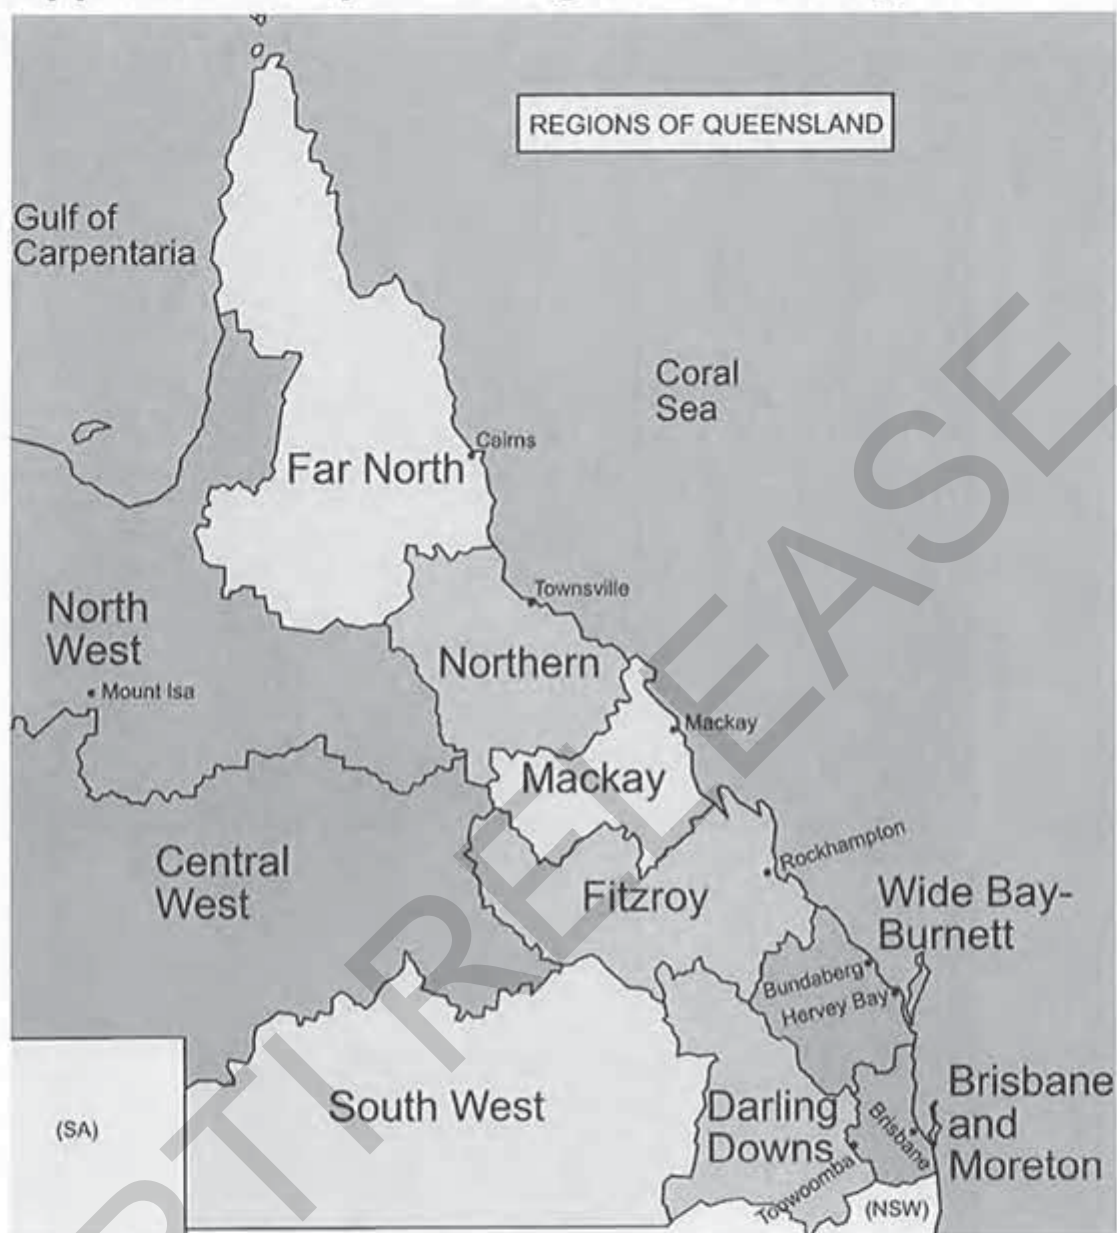 REGIONS OF QUEENSLAND
Gulf of
Carpentaria
Coral
Sea
Cairns
Far North
Townsville
North
West
Northern
Mount Isa
Mackay
Mackay
Central
West
Rockhampton
Fitzroy
Wide Bay-
Burnett
Bundaberg
Hervey Bay
South West
(SA)
Darling
Downs
Brisbane
Brisbane
and
Moreton
Toowoomba
(NSW)
RTI RELEASE